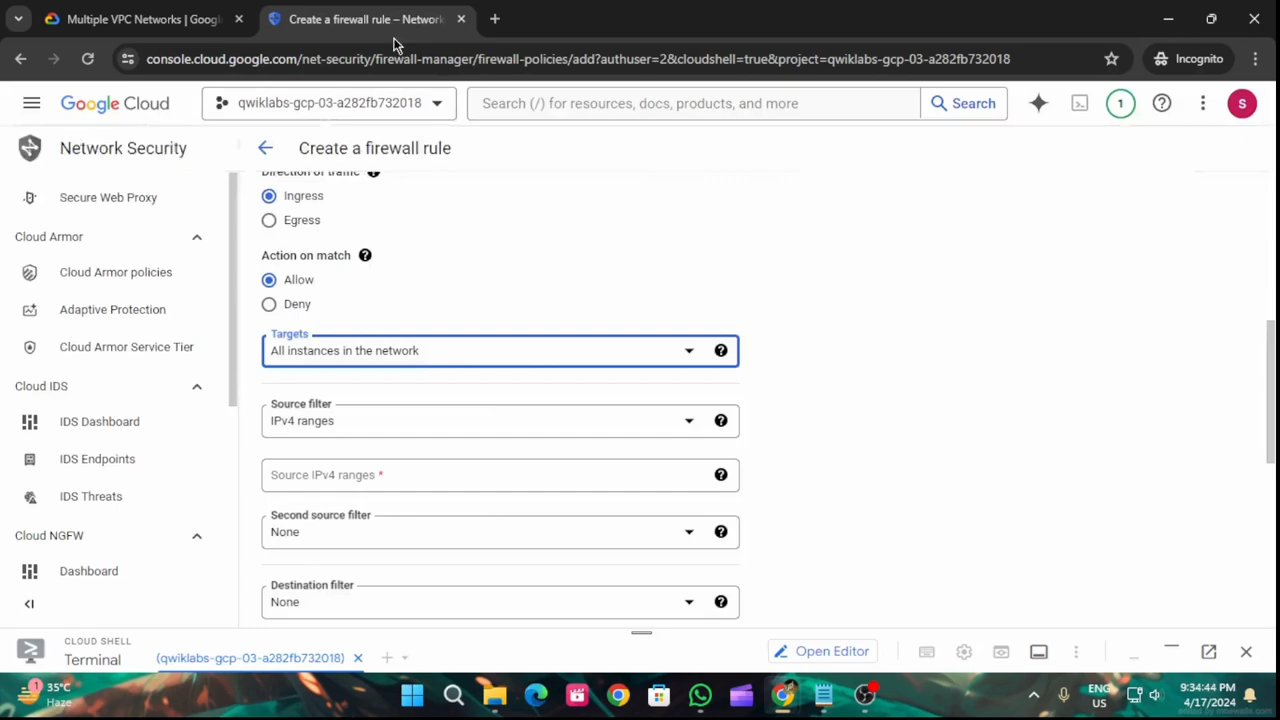 Multiple VPC Networks | Googl
Create a firewall rule – Network
console.cloud.google.com/net-security/firewall-manager/firewall-policies/add?authuser=2&cloudshell=true&project=qwiklabs-gcp-03-a282fb732018
Incognito
Google Cloud
qwiklabs-gcp-03-a282fb732018
Search (/) for resources, docs, products, and more
Search
1
S
Network Security
Create a firewall rule
Direction of traffic
Secure Web Proxy
Ingress
Egress
Cloud Armor
Action on match
Cloud Armor policies
Allow
Deny
Adaptive Protection
Cloud Armor Service Tier
Targets
All instances in the network
Cloud IDS
Source filter
IPv4 ranges
IDS Dashboard
IDS Endpoints
Source IPv4 ranges *
IDS Threats
Second source filter
None
Cloud NGFW
Dashboard
Destination filter
None
CLOUD SHELL
Terminal
(qwiklabs-gcp-03-a282fb732018)
Open Editor
1
35°C
Haze
ENG
US
9:34:44 PM
4/17/2024